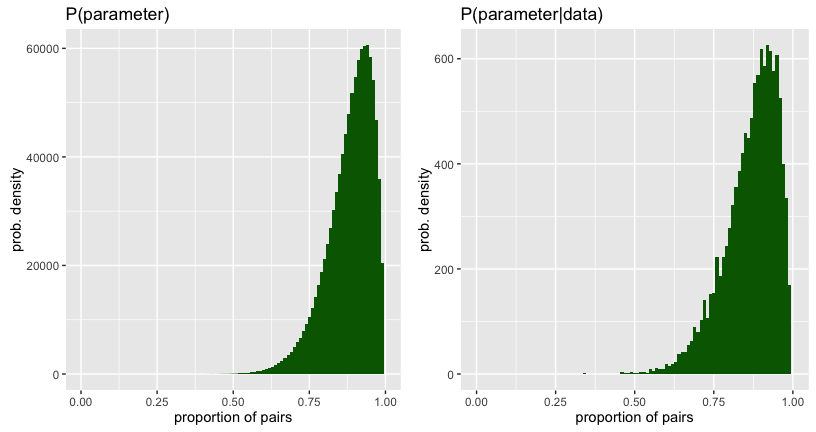 P(parameter)
prob. density
60000
40000
20000
0
0.00 0.25 0.50 0.75 1.00
proportion of pairs
P(parameter|data)
prob. density
600
400
200
0
0.00 0.25 0.50 0.75 1.00
proportion of pairs